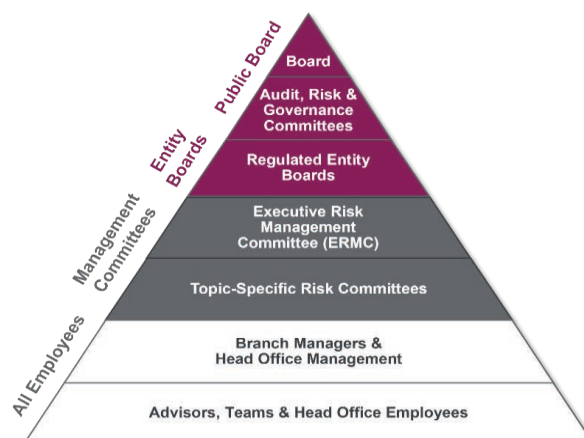 Public Board
Board
Audit, Risk &
Governance
Committees
Entity
Boards
Regulated Entity
Boards
Management
Committees
Executive Risk
Management
Committee (ERMC)
Topic-Specific Risk Committees
All Employees
Branch Managers &
Head Office Management
Advisors, Teams & Head Office Employees